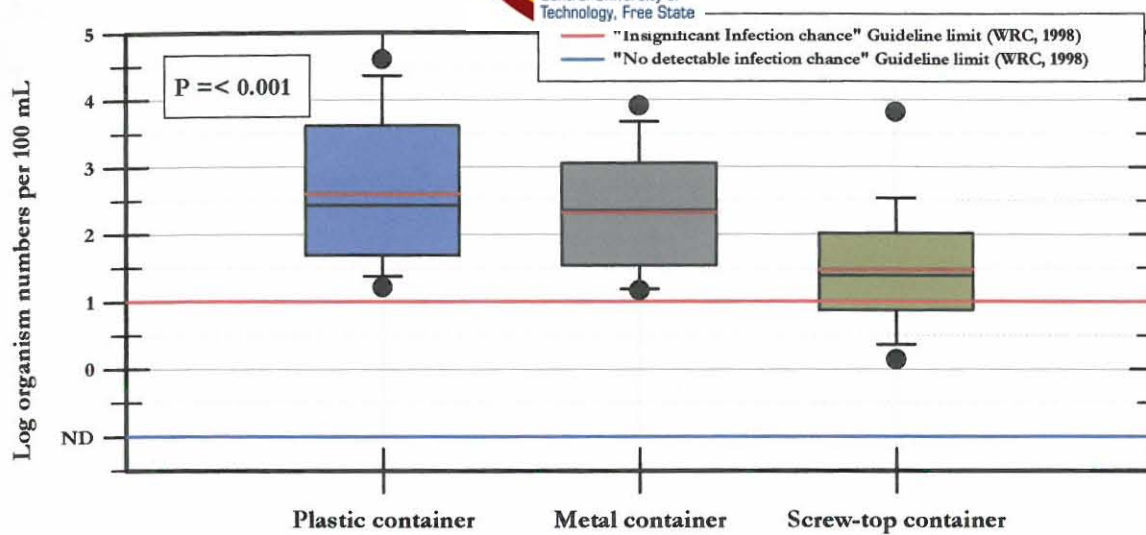 Technology, Free State
"Insignificant Infection chance" Guideline limit (WRC, 1998)
"No detectable infection chance" Guideline limit (WRC, 1998)
P =< 0.001
Log organism numbers per 100 mL
5
4
3
2
1
0
ND
Plastic container
Metal container
Screw-top container